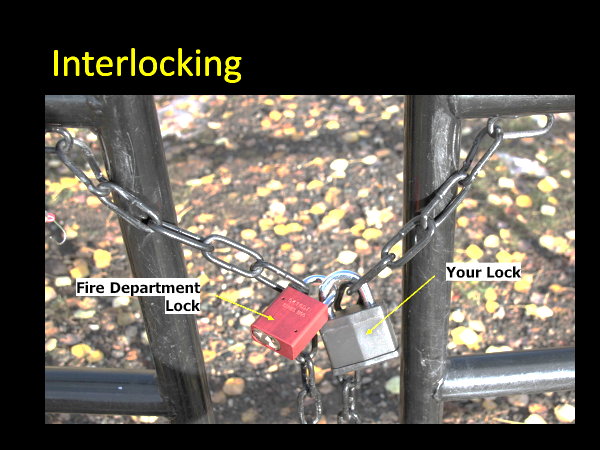 Interlocking
Fire Department
Lock
Your Lock